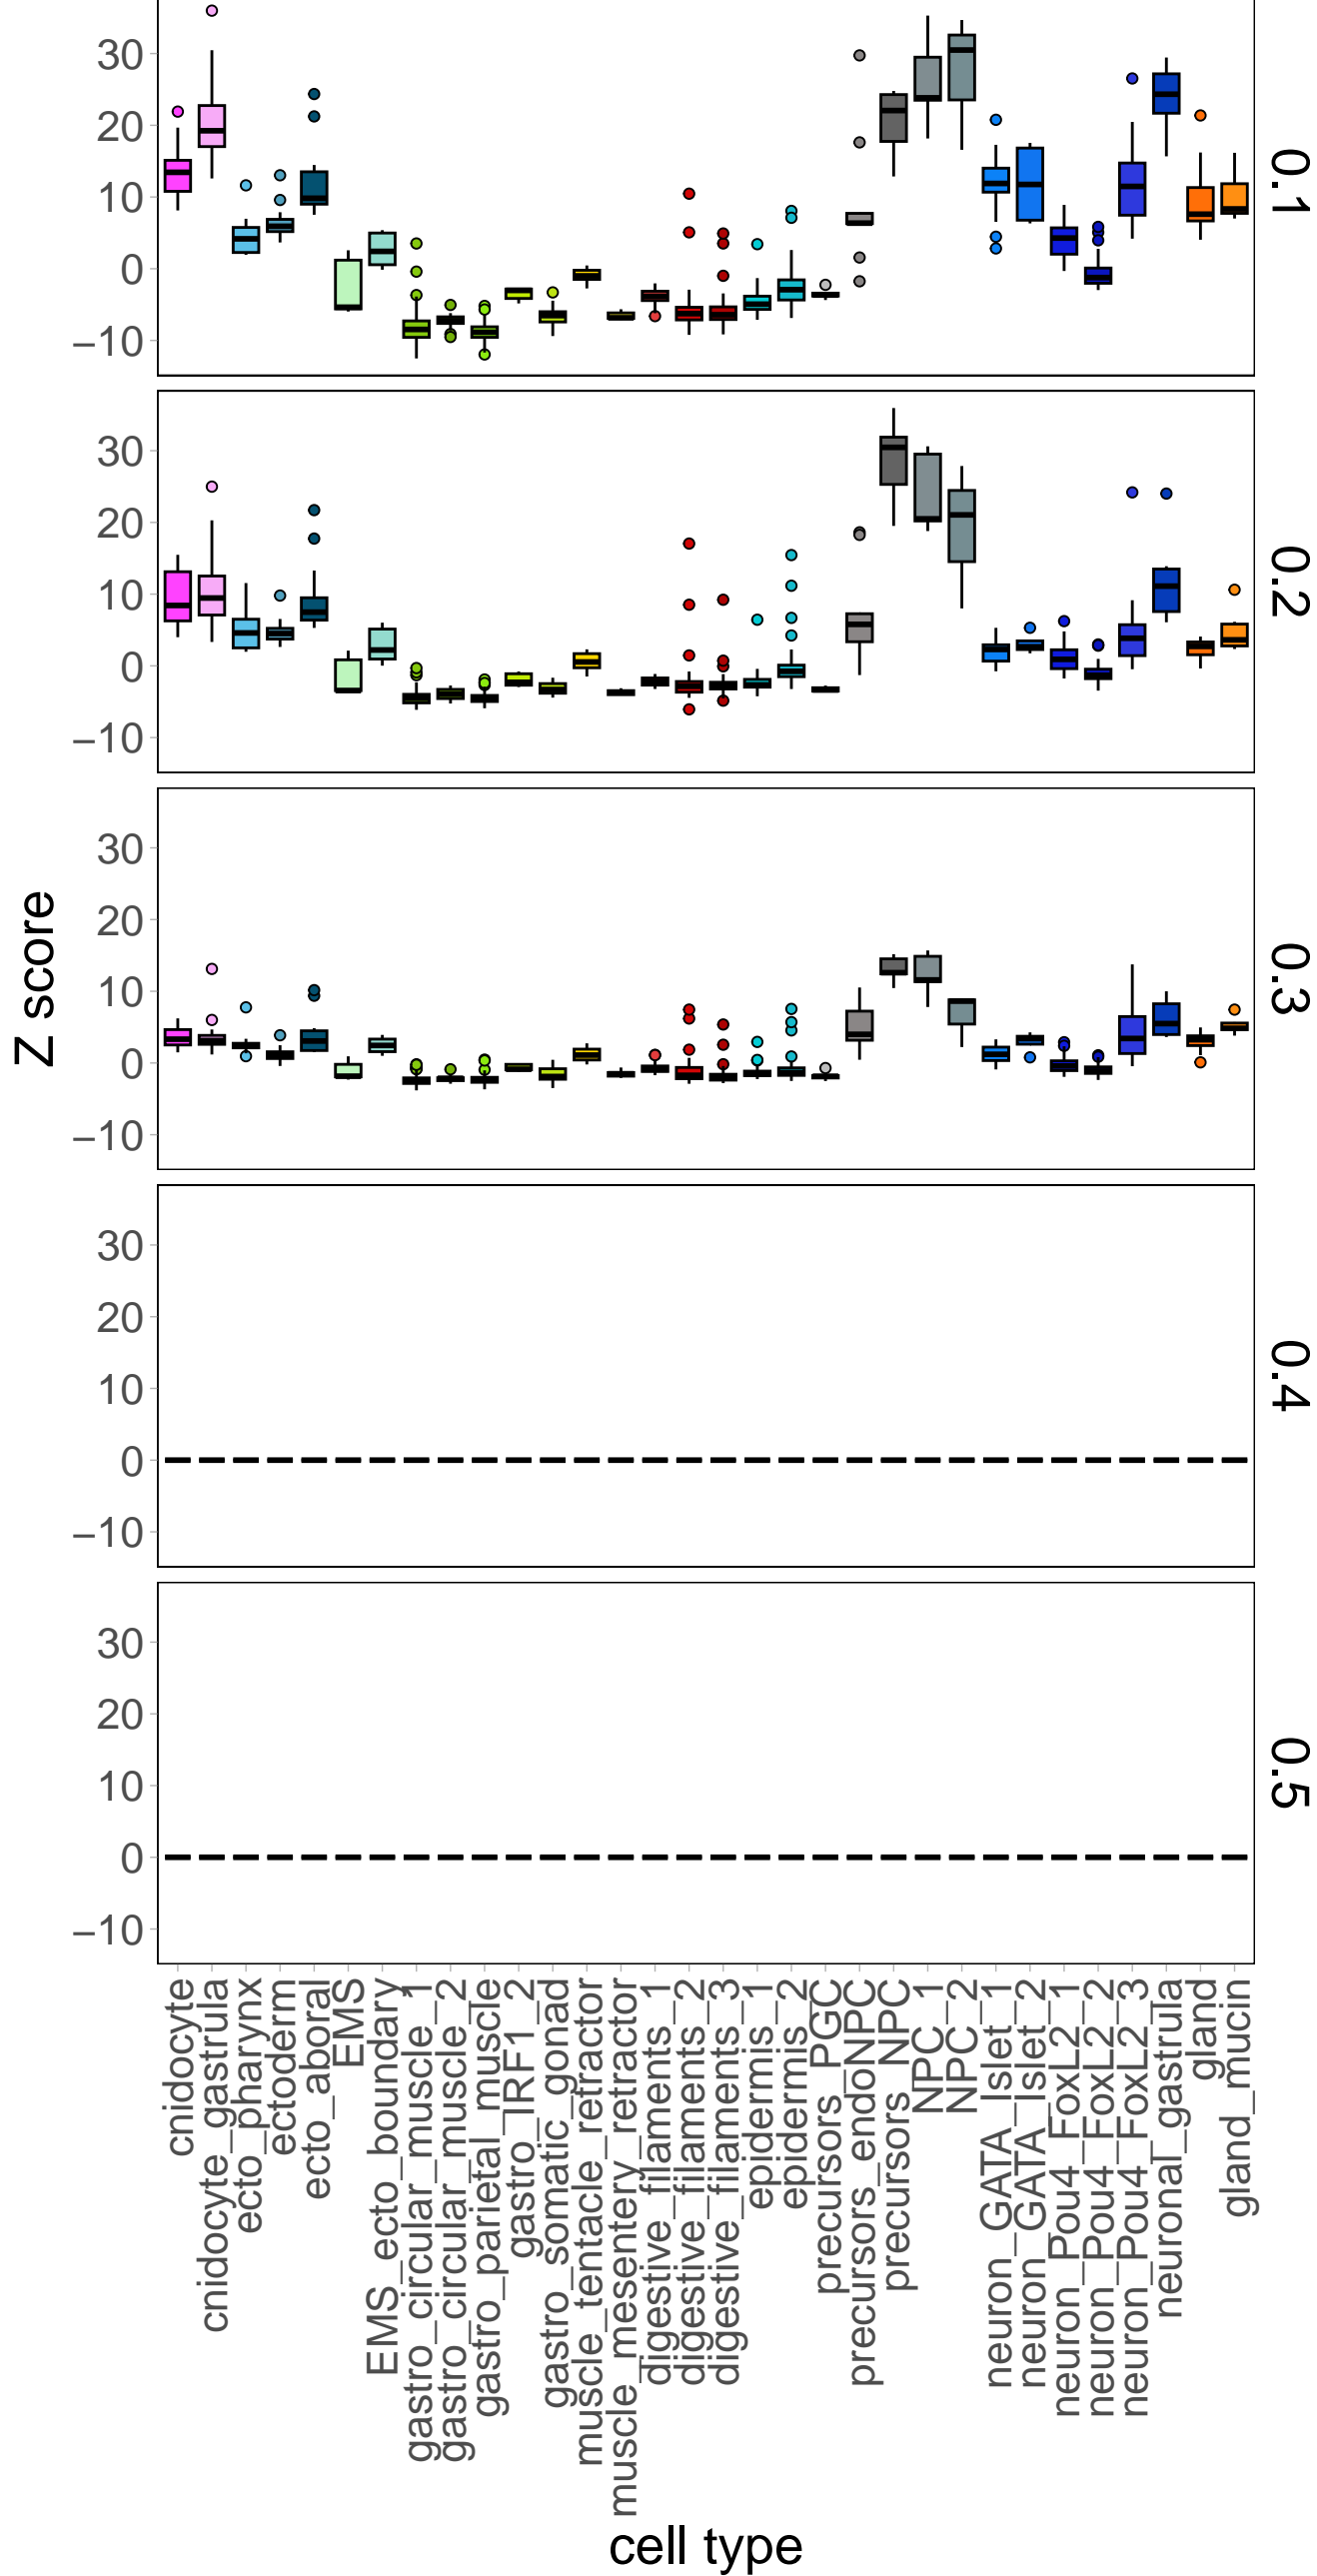 30
20
10
0
−10
0.1
30
20
10
0
−10
0.2
30
20
10
0
−10
0.3
30
20
10
0
−10
0.4
30
20
10
0
−10
0.5
Z score
cnidocyte
cnidocyte_gastrula
ecto_pharynx
ectoderm
ecto_aboral
EMS
EMS_ecto_boundary
gastro_circular_muscle_1
gastro_circular_muscle_2
gastro_parietal_muscle
gastro_IRF1_2
gastro_somatic_gonad
muscle_tentacle_retractor
muscle_mesentery_retractor
digestive_filaments_1
digestive_filaments_2
digestive_filaments_3
epidermis_1
epidermis_2
precursors_PGC
precursors_endoNPC
precursors_NPC
NPC_1
NPC_2
neuron_GATA_Islet_1
neuron_GATA_Islet_2
neuron_Pou4_FoxL2_1
neuron_Pou4_FoxL2_2
neuron_Pou4_FoxL2_3
neuronal_gastrula
gland
gland_mucin
cell type